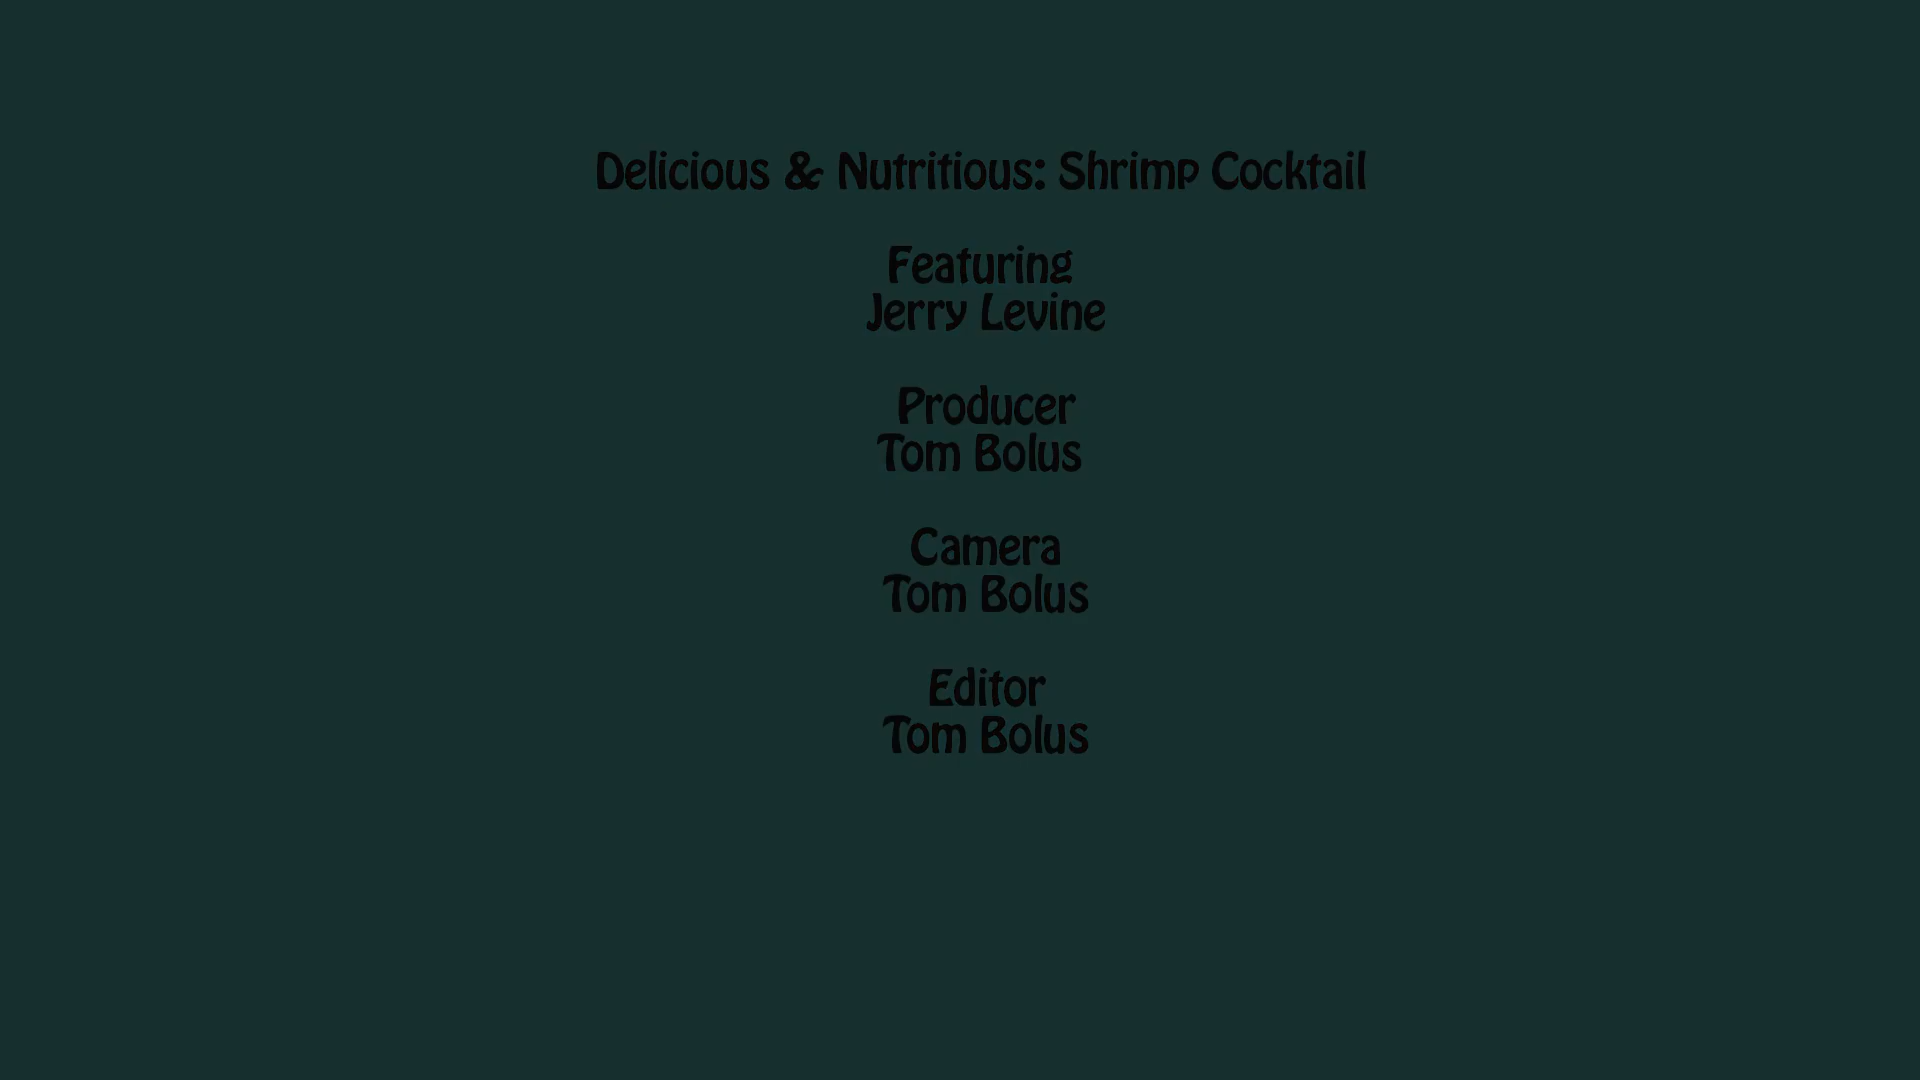 Delicious & Nutritious: Shrimp Cocktail
Featuring
Jerry Levine
Producer
Tom Bolus
Camera
Tom Bolus
Editor
Tom Bolus